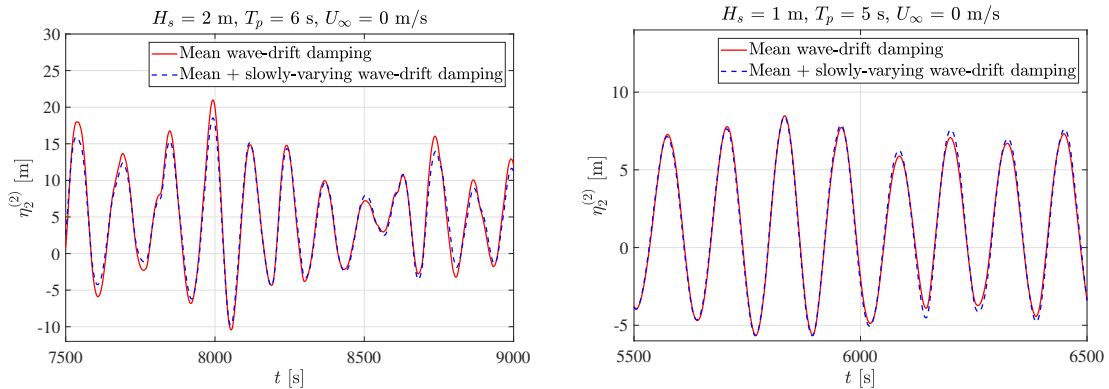 H_s = 2 m, T_p = 6 s, U_∞ = 0 m/s
30
25
20
15
10
5
0
-5
-10
η_2^{(2)} [m]
Mean wave-drift damping
Mean + slowly-varying wave-drift damping
7500
8000
8500
9000
t [s]
H_s = 1 m, T_p = 5 s, U_∞ = 0 m/s
10
5
0
-5
η_2^{(2)} [m]
Mean wave-drift damping
Mean + slowly-varying wave-drift damping
5500
6000
6500
t [s]